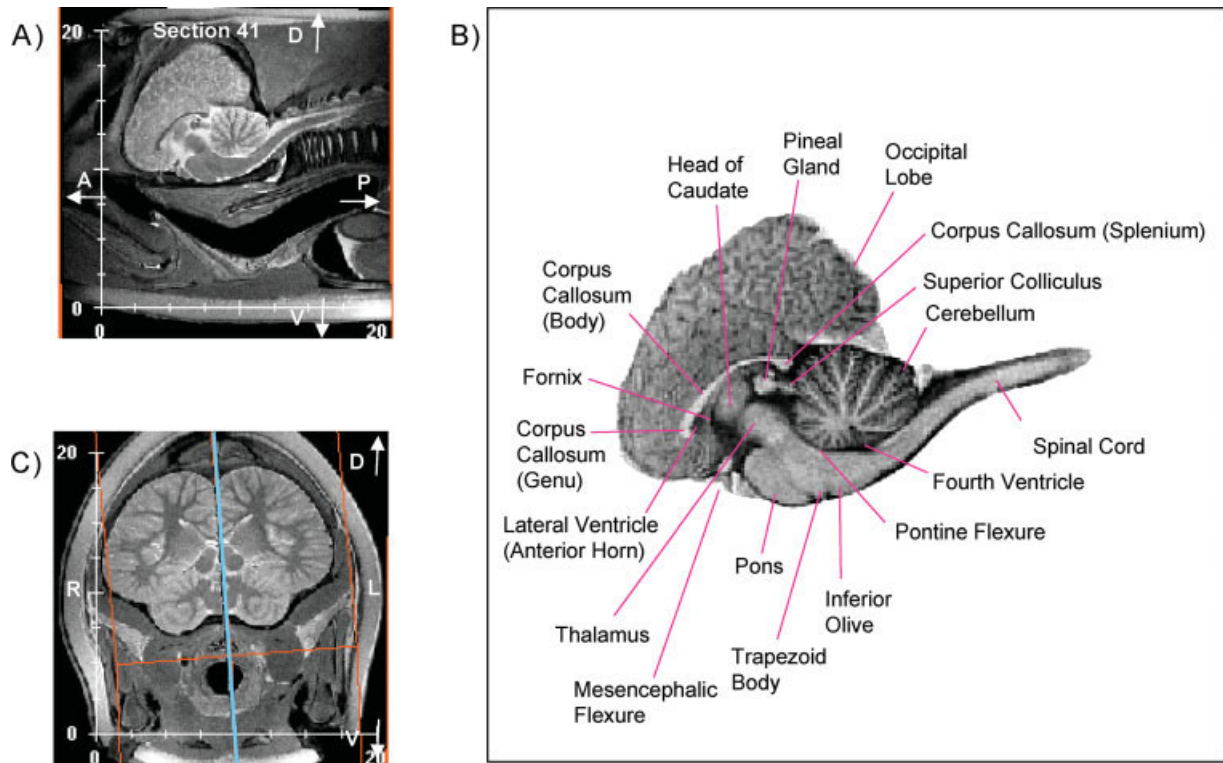 A)
Section 41
20
D
A
P
0
V
0
20
B)
Pineal
Gland
Head of
Caudate
Occipital
Lobe
Corpus Callosum (Splenium)
Corpus
Callosum
(Body)
Superior Colliculus
Cerebellum
Fornix
Corpus
Callosum
(Genu)
Spinal Cord
Fourth Ventricle
Lateral Ventricle
(Anterior Horn)
Pontine Flexure
Pons
Inferior
Olive
Thalamus
Trapezoid
Body
Mesencephalic
Flexure
C)
20
D
R
L
0
V
0
20